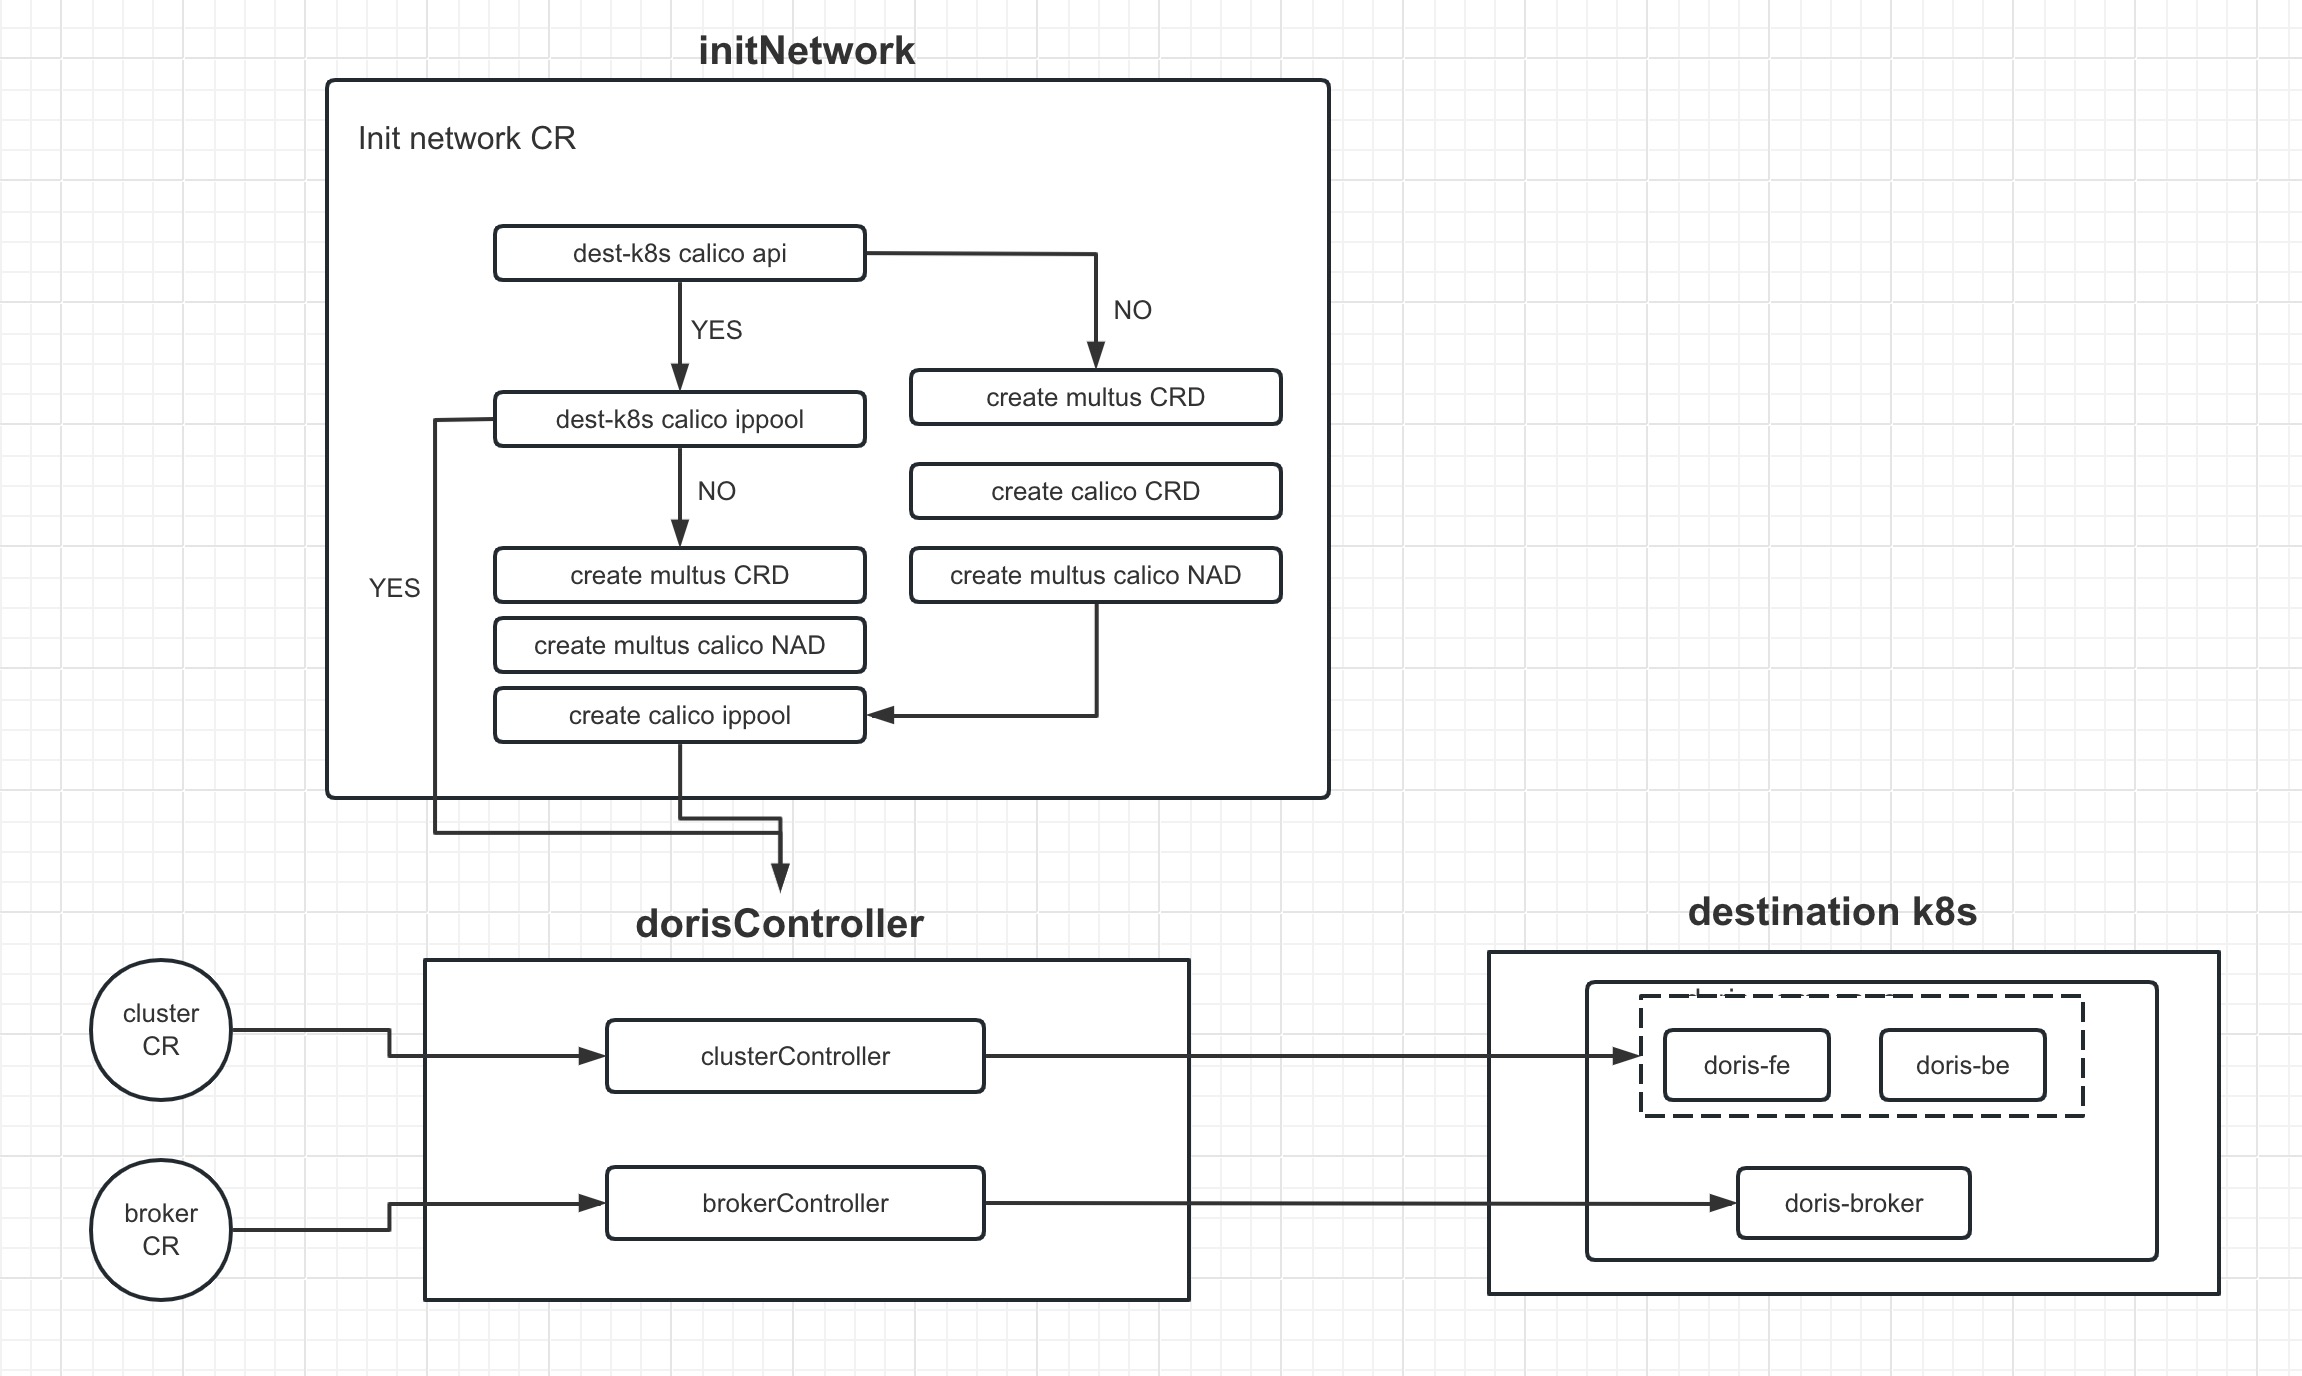 initNetwork
Init network CR
dest-k8s calico api
NO
YES
create multus CRD
dest-k8s calico ippool
create calico CRD
NO
create multus CRD
create multus calico NAD
YES
create multus calico NAD
create calico ippool
dorisController
destination k8s
cluster
CR
clusterController
doris-fe
doris-be
broker
CR
brokerController
doris-broker